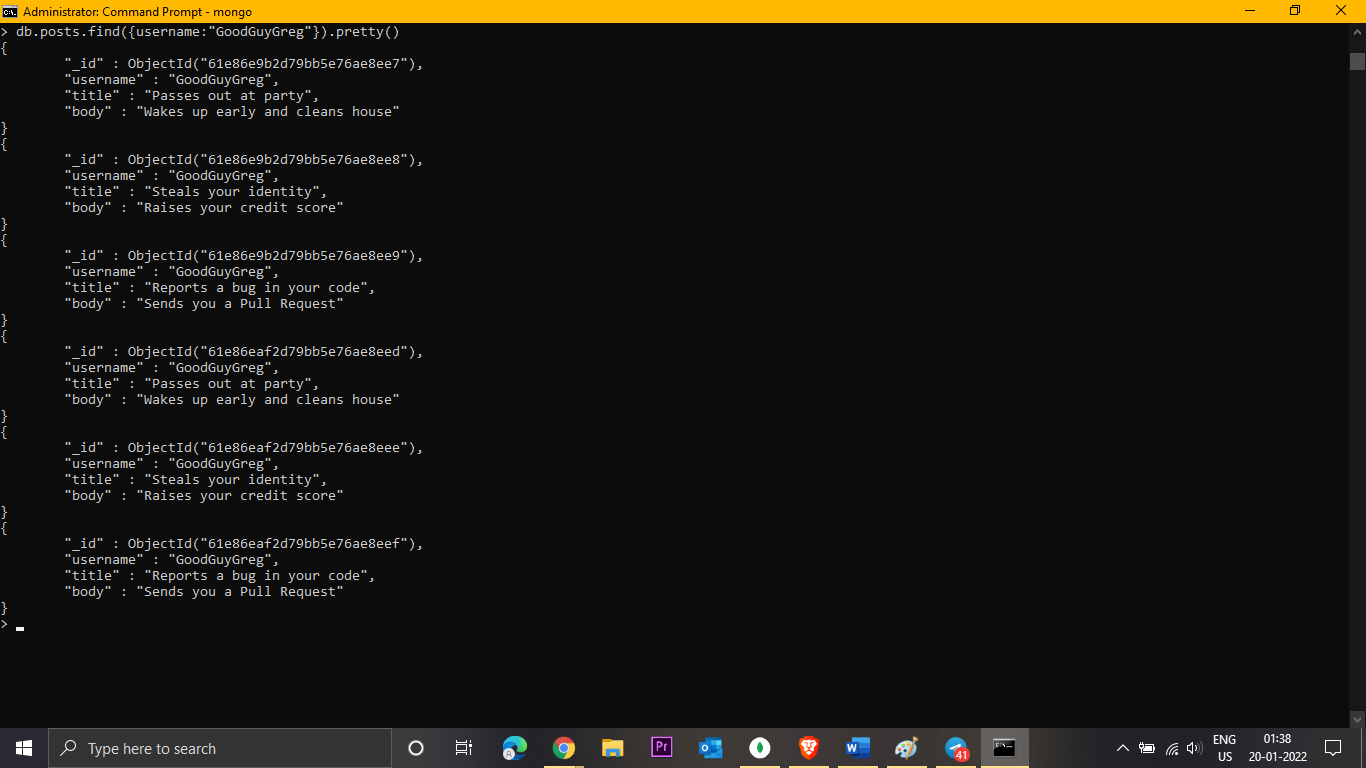 Administrator: Command Prompt - mongo
> db.posts.find({username:"GoodGuyGreg"}).pretty()
{
"_id" : ObjectId("61e86e9b2d79bb5e76ae8ee7"),
"username" : "GoodGuyGreg",
"title" : "Passes out at party",
"body" : "Wakes up early and cleans house"
}
{
"_id" : ObjectId("61e86e9b2d79bb5e76ae8ee8"),
"username" : "GoodGuyGreg",
"title" : "Steals your identity",
"body" : "Raises your credit score"
}
{
"_id" : ObjectId("61e86e9b2d79bb5e76ae8ee9"),
"username" : "GoodGuyGreg",
"title" : "Reports a bug in your code",
"body" : "Sends you a Pull Request"
}
{
"_id" : ObjectId("61e86eaf2d79bb5e76ae8eed"),
"username" : "GoodGuyGreg",
"title" : "Passes out at party",
"body" : "Wakes up early and cleans house"
}
{
"_id" : ObjectId("61e86eaf2d79bb5e76ae8eee"),
"username" : "GoodGuyGreg",
"title" : "Steals your identity",
"body" : "Raises your credit score"
}
{
"_id" : ObjectId("61e86eaf2d79bb5e76ae8eef"),
"username" : "GoodGuyGreg",
"title" : "Reports a bug in your code",
"body" : "Sends you a Pull Request"
}
>
Type here to search
Pr
41
ENG
US
01:38
20-01-2022